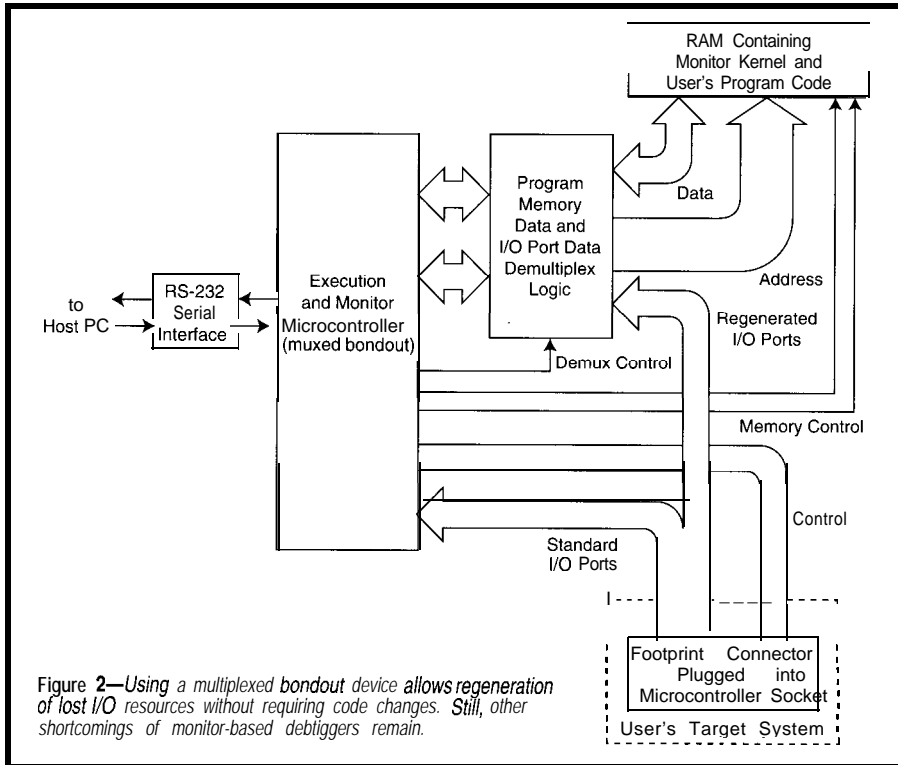 RAM Containing
Monitor Kernel and
User's Program Code
Data
Program
Memory
Data and
I/O Port Data
Demultiplex
Logic
Address
Regenerated
I/O Ports
to
Host PC
RS-232
Serial
Interface
Execution
and Monitor
Microcontroller
(muxed bondout)
Demux Control
Memory Control
Control
Standard
I/O Ports
Footprint Connector
Plugged into
Microcontroller Socket
User's Target System
Figure 2—Using a multiplexed bondout device allows regeneration
of lost I/O resources without requiring code changes. Still, other
shortcomings of monitor-based debtiggers remain.